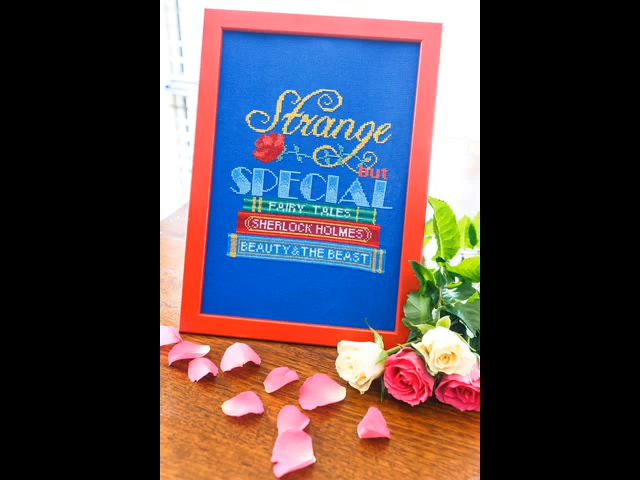 Strange
but
SPECIAL
FAIRY TALES
SHERLOCK HOLMES
BEAUTY & THE BEAST